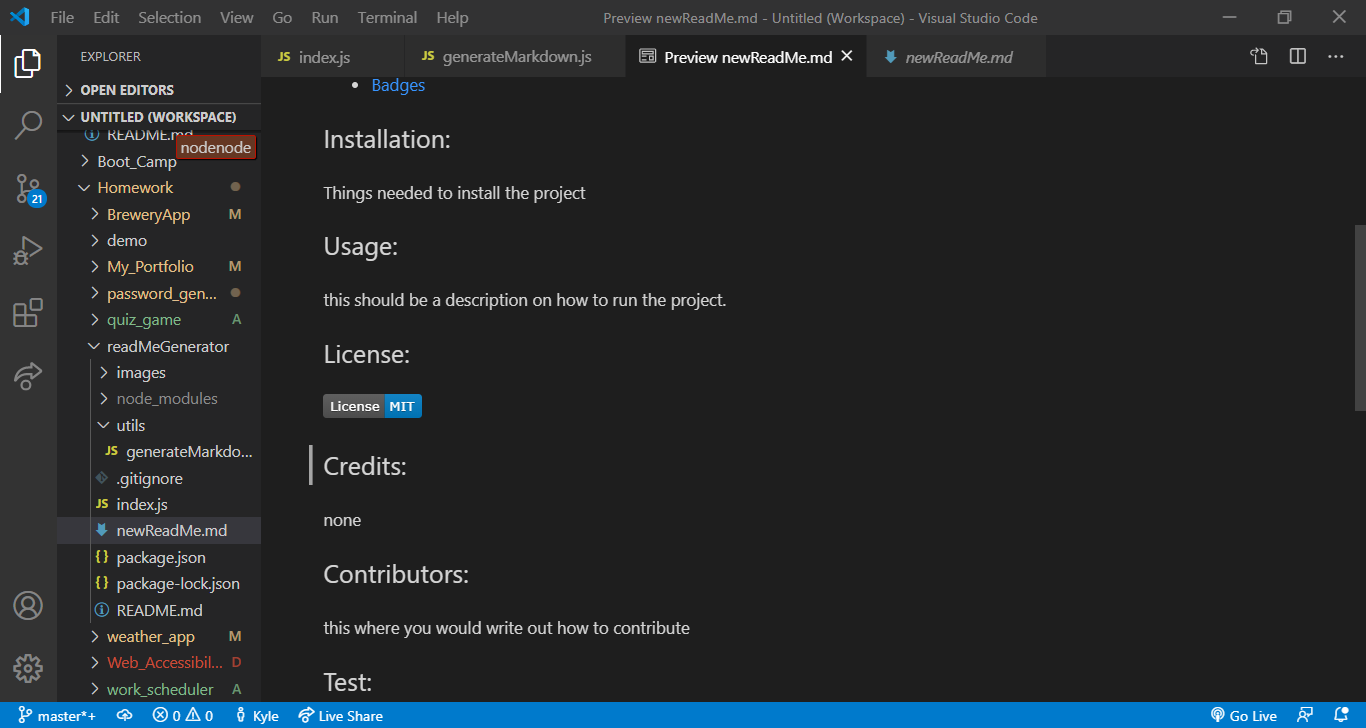 File Edit Selection View Go Run Terminal Help Preview newReadMe.md - Untitled (Workspace) - Visual Studio Code
EXPLORER
JS index.js JS generateMarkdown.js Preview newReadMe.md newReadMe.md
OPEN EDITORS
UNTITLED (WORKSPACE)
README.md
nodenode
Boot_Camp
Homework
BreweryApp M
demo
My_Portfolio M
password_gen...
quiz_game A
readMeGenerator
images
node_modules
utils
JS generateMarkdo...
.gitignore
JS index.js
newReadMe.md
{} package.json
{} package-lock.json
README.md
weather_app M
Web_Accessibil... D
work_scheduler A
21
• Badges
Installation:
Things needed to install the project
Usage:
this should be a description on how to run the project.
License:
License MIT
Credits:
none
Contributors:
this where you would write out how to contribute
Test:
master*+ 0 0 Kyle Live Share Go Live